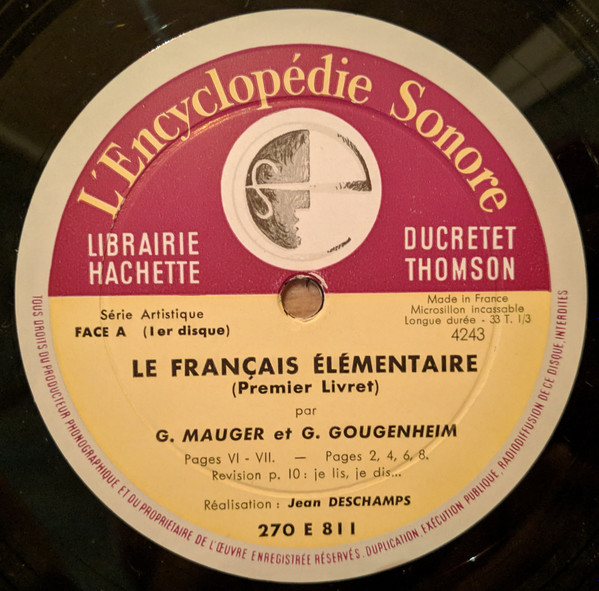 L'Encyclopédie Sonore
LIBRAIRIE
HACHETTE
DUCRETET
THOMSON
Série Artistique
FACE A (1er disque)
Made in France
Microsillon incassable
Longue durée - 33 T. 1/3
4243
LE FRANÇAIS ÉLÉMENTAIRE
(Premier Livret)
par
G. MAUGER et G. GOUGENHEIM
Pages VI - VII. — Pages 2, 4, 6, 8.
Revision p. 10 : je lis, je dis...
Réalisation : Jean DESCHAMPS
270 E 811
TOUS DROITS DU PRODUCTEUR PHONOGRAPHIQUE ET DU PROPRIETAIRE DE L'ŒUVRE ENREGISTRÉE RÉSERVÉS. DUPLICATION, EXÉCUTION PUBLIQUE, RADIODIFFUSION DE CE DISQUE, INTERDITES